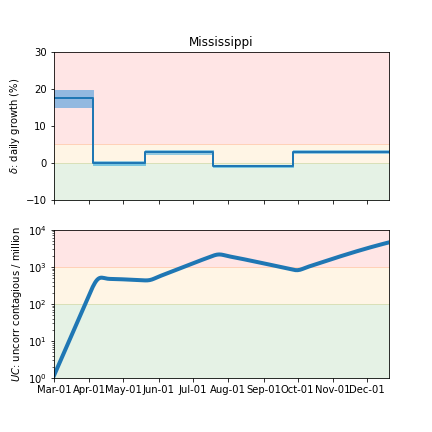 Mississippi
30
20
10
0
−10
δ: daily growth (%)
10⁴
10³
10²
10¹
10⁰
UC: uncorr contagious / million
Mar-01 Apr-01 May-01 Jun-01 Jul-01 Aug-01 Sep-01 Oct-01 Nov-01 Dec-01